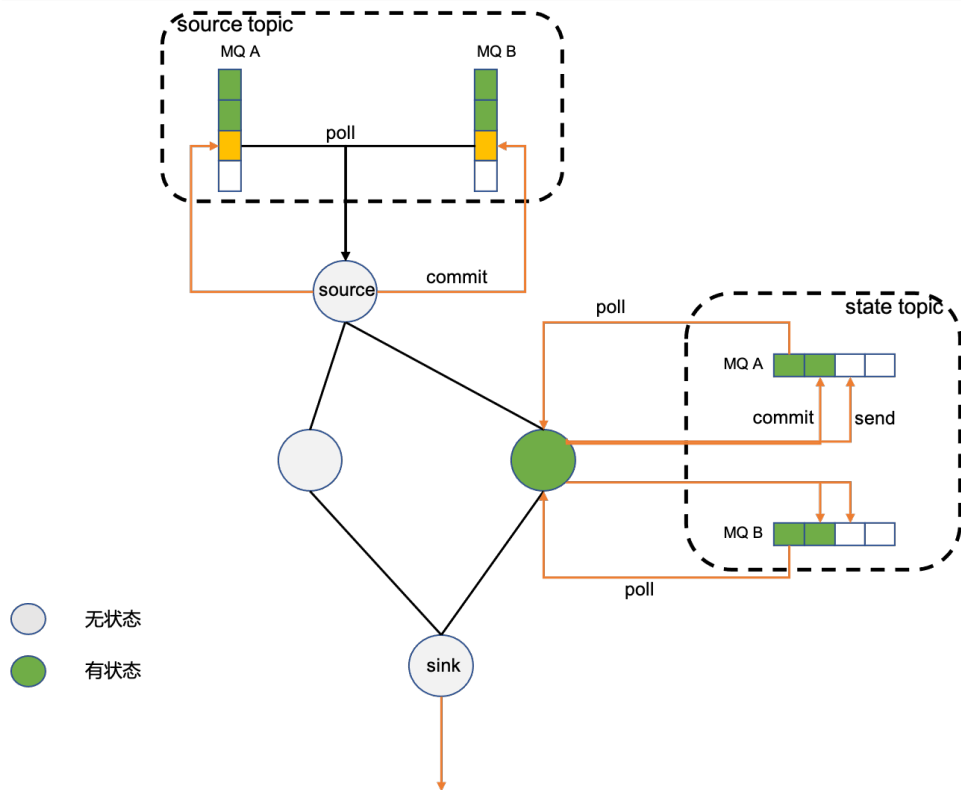 source topic
MQ A
MQ B
poll
source
commit
poll
state topic
MQ A
commit
send
MQ B
poll
无状态
有状态
sink